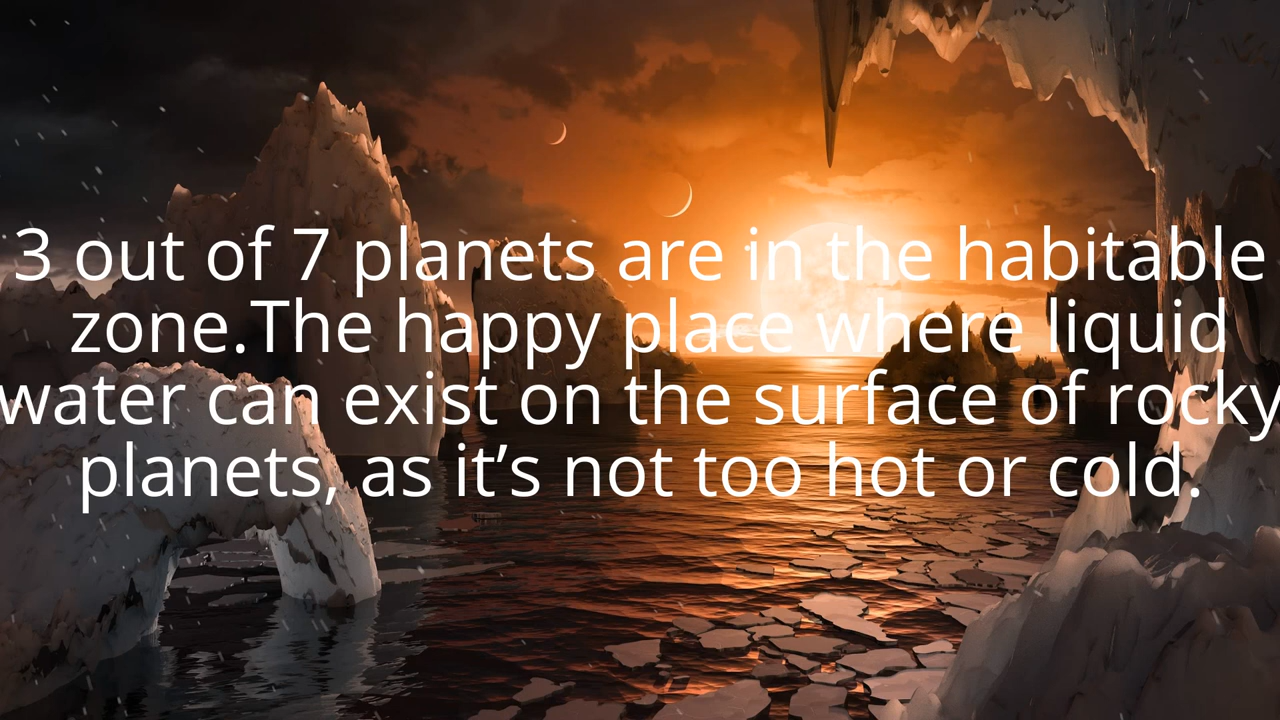 3 out of 7 planets are in the habitable
zone.The happy place where liquid
water can exist on the surface of rocky
planets, as it’s not too hot or cold.